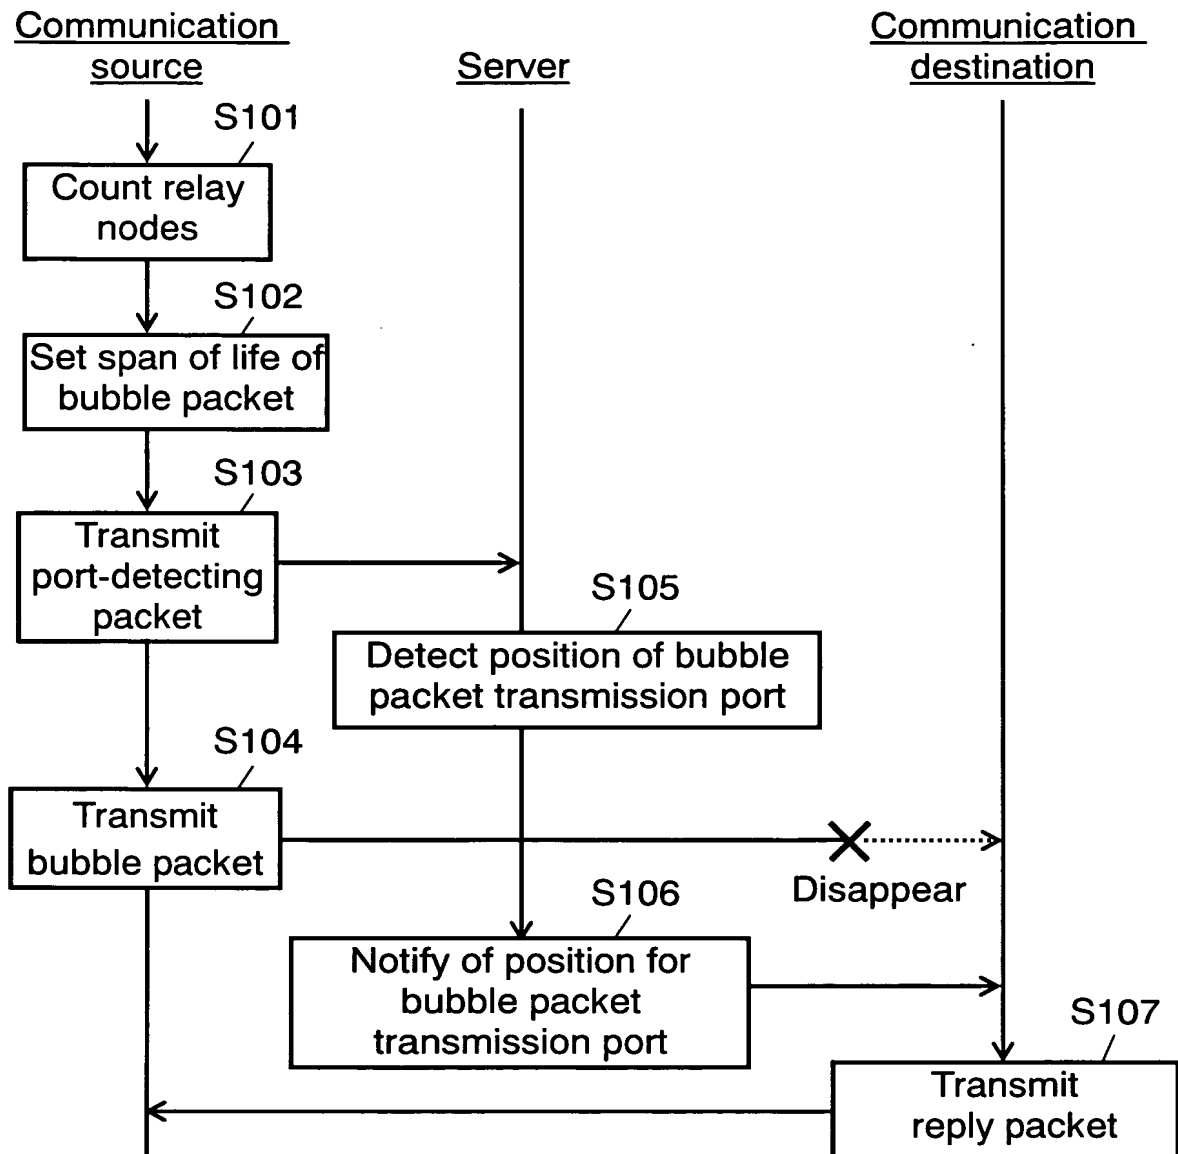 Communication
source
Server
Communication
destination
S101
Count relay
nodes
S102
Set span of life of
bubble packet
S103
Transmit
port-detecting
packet
S105
Detect position of bubble
packet transmission port
S104
Transmit
bubble packet
Disappear
S106
Notify of position for
bubble packet
transmission port
S107
Transmit
reply packet